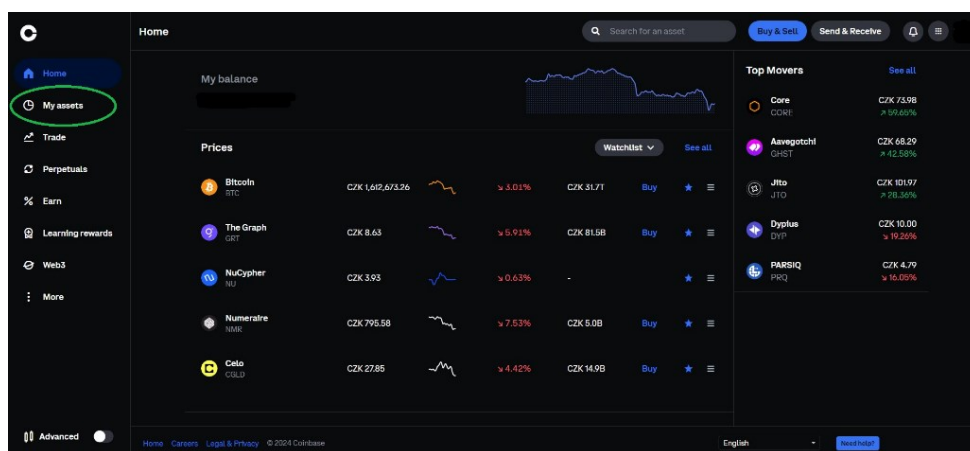 Home
Search for an asset
Buy & Sell
Send & Receive
Home
My assets
Trade
Perpetuals
Earn
Learning rewards
Web3
More
Advanced
My balance
Prices
Watchlist
See all
Bitcoin
BTC
CZK 1,612,673.26
3.01%
CZK 31.7T
Buy
The Graph
GRT
CZK 8.63
5.91%
CZK 81.5B
Buy
NuCypher
NU
CZK 3.93
0.63%
-
Numeraire
NMR
CZK 795.58
7.53%
CZK 5.0B
Buy
Celo
CGLD
CZK 27.85
4.42%
CZK 14.9B
Buy
Top Movers
See all
Core
CZK 73.98
59.65%
Aavegotchi
CZK 68.29
GHST
42.58%
Jito
CZK 101.97
JTO
28.36%
Dypius
CZK 10.00
DYP
19.26%
PARSIQ
CZK 4.79
PRQ
16.05%
Home Careers Legal & Privacy © 2024 Coinbase
English
Need help?